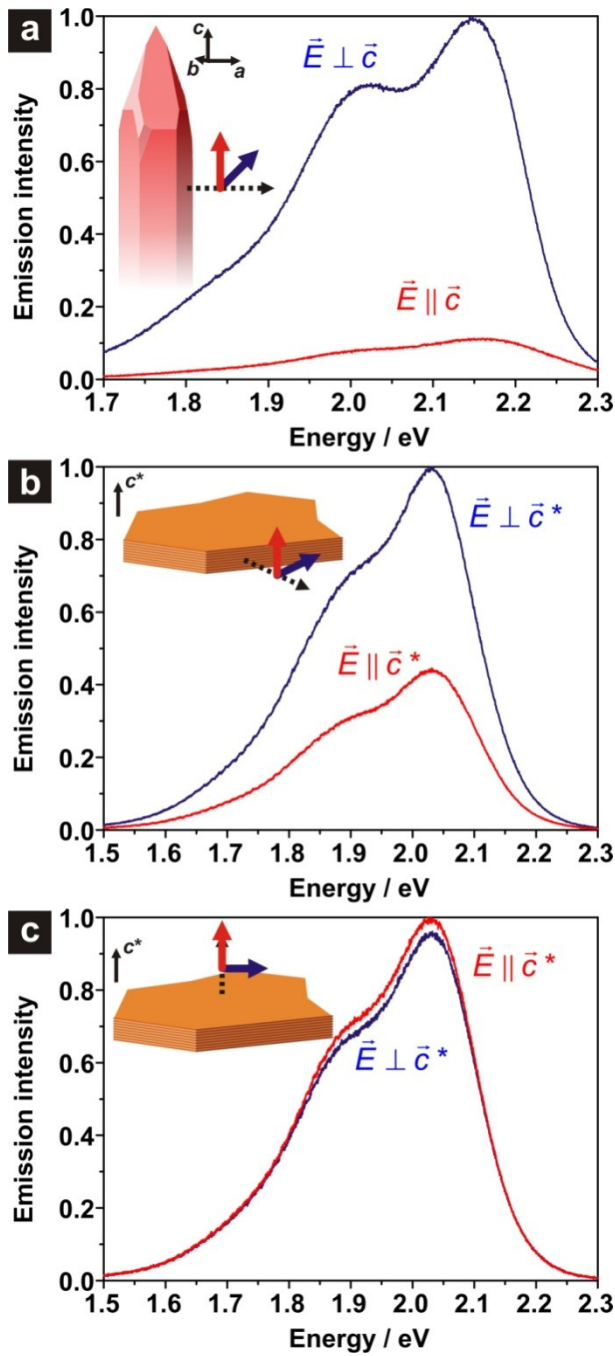 a
c
b
a
E⃗ ⊥ c⃗
E⃗ || c⃗
Emission intensity
1.0
0.8
0.6
0.4
0.2
0.0
1.7 1.8 1.9 2.0 2.1 2.2 2.3
Energy / eV
b
c*
E⃗ ⊥ c⃗ *
E⃗ || c⃗ *
Emission intensity
1.0
0.8
0.6
0.4
0.2
0.0
1.5 1.6 1.7 1.8 1.9 2.0 2.1 2.2 2.3
Energy / eV
c
c*
E⃗ || c⃗ *
E⃗ ⊥ c⃗ *
Emission intensity
1.0
0.8
0.6
0.4
0.2
0.0
1.5 1.6 1.7 1.8 1.9 2.0 2.1 2.2 2.3
Energy / eV